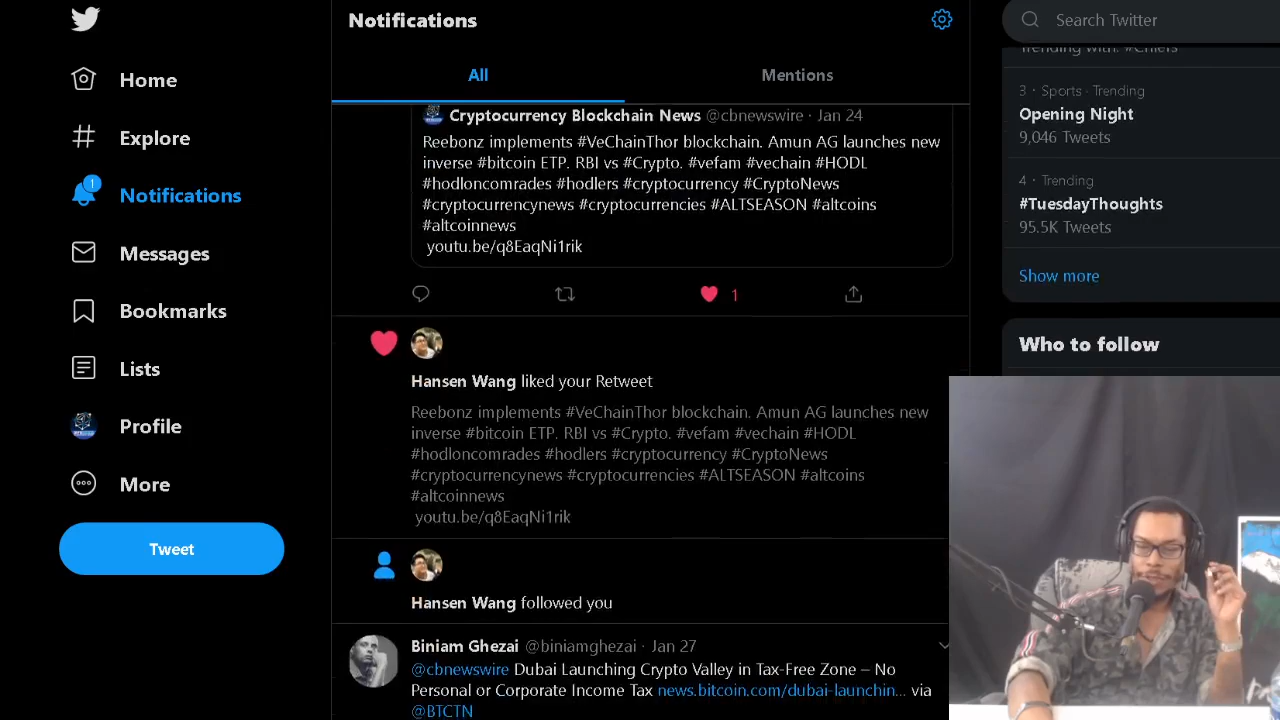 Notifications
Search Twitter
Home
Explore
1
Notifications
Messages
Bookmarks
Lists
Profile
More
Tweet
All
Mentions
Cryptocurrency Blockchain News @cbnewswire · Jan 24
Reebonz implements #VeChainThor blockchain. Amun AG launches new
inverse #bitcoin ETP. RBI vs #Crypto. #vefam #vechain #HODL
#hodloncomrades #hodlers #cryptocurrency #CryptoNews
#cryptocurrencynews #cryptocurrencies #ALTSEASON #altcoins
#altcoinnews
youtu.be/q8EaqNi1rik
1
Hansen Wang liked your Retweet
Reebonz implements #VeChainThor blockchain. Amun AG launches new
inverse #bitcoin ETP. RBI vs #Crypto. #vefam #vechain #HODL
#hodloncomrades #hodlers #cryptocurrency #CryptoNews
#cryptocurrencynews #cryptocurrencies #ALTSEASON #altcoins
#altcoinnews
youtu.be/q8EaqNi1rik
Hansen Wang followed you
Biniam Ghezai @biniamghezai · Jan 27
@cbnewswire Dubai Launching Crypto Valley in Tax-Free Zone – No
Personal or Corporate Income Tax news.bitcoin.com/dubai-launchin... via
@BTCTN
Trending with: #Chiefs
3 · Sports · Trending
Opening Night
9,046 Tweets
4 · Trending
#TuesdayThoughts
95.5K Tweets
Show more
Who to follow